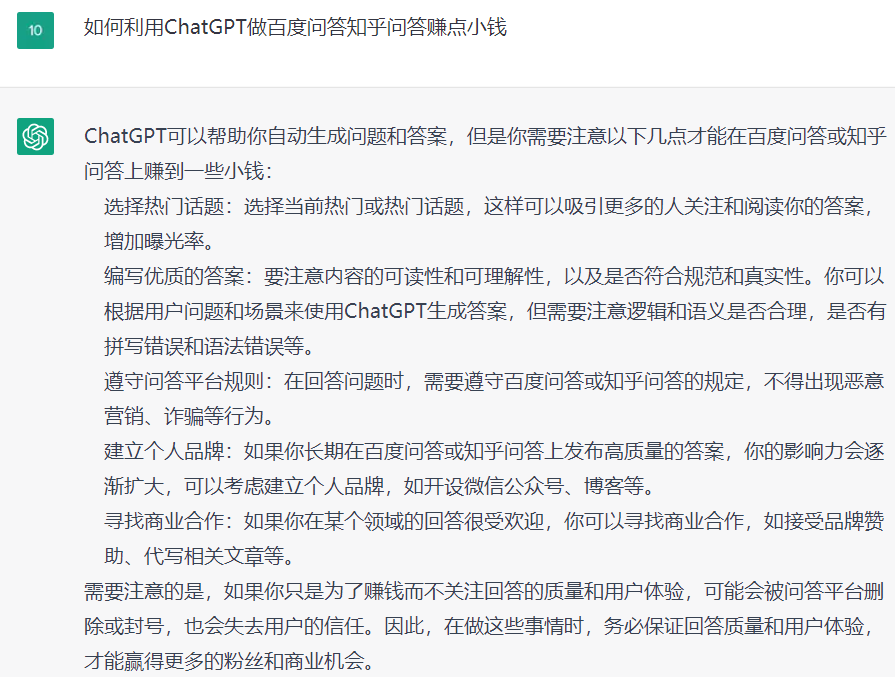 10
如何利用ChatGPT做百度问答知乎问答赚点小钱
ChatGPT可以帮助你自动生成问题和答案，但是你需要注意以下几点才能在百度问答或知乎
问答上赚到一些小钱：
选择热门话题：选择当前热门或热门话题，这样可以吸引更多的人关注和阅读你的答案，
增加曝光率。
编写优质的答案：要注意内容的可读性和可理解性，以及是否符合规范和真实性。你可以
根据用户问题和场景来使用ChatGPT生成答案，但需要注意逻辑和语义是否合理，是否有
拼写错误和语法错误等。
遵守问答平台规则：在回答问题时，需要遵守百度问答或知乎问答的规定，不得出现恶意
营销、诈骗等行为。
建立个人品牌：如果你长期在百度问答或知乎问答上发布高质量的答案，你的影响力会逐
渐扩大，可以考虑建立个人品牌，如开设微信公众号、博客等。
寻找商业合作：如果你在某个领域的回答很受欢迎，你可以寻找商业合作，如接受品牌赞
助、代写相关文章等。
需要注意的是，如果你只是为了赚钱而不关注回答的质量和用户体验，可能会被问答平台删
除或封号，也会失去用户的信任。因此，在做这些事情时，务必保证回答质量和用户体验，
才能赢得更多的粉丝和商业机会。